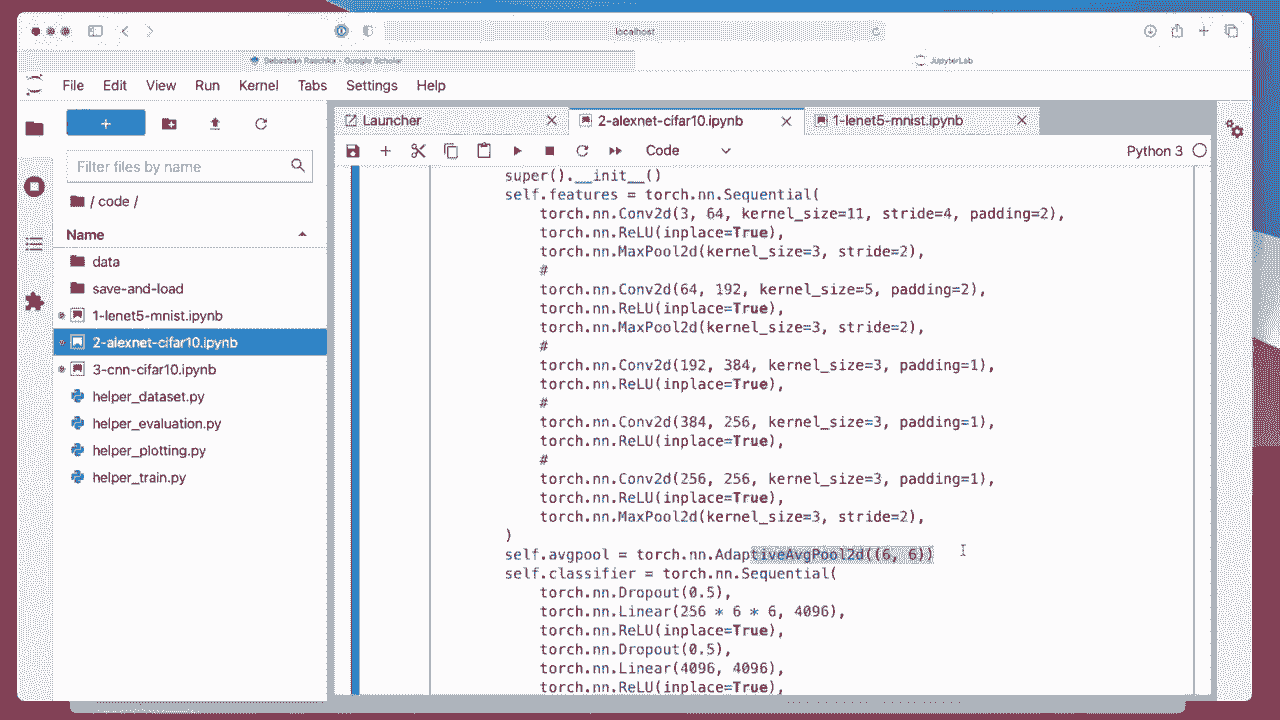 localhost
Sebastian Raschka - Google Scholar
JupyterLab
File Edit View Run Kernel Tabs Settings Help
Launcher
2-alexnet-cifar10.ipynb
1-lenet5-mnist.ipynb
Filter files by name
Code
Python 3
/ code /
Name
data
save-and-load
1-lenet5-mnist.ipynb
2-alexnet-cifar10.ipynb
3-cnn-cifar10.ipynb
helper_dataset.py
helper_evaluation.py
helper_plotting.py
helper_train.py
super().__init__()
self.features = torch.nn.Sequential(
torch.nn.Conv2d(3, 64, kernel_size=11, stride=4, padding=2),
torch.nn.ReLU(inplace=True),
torch.nn.MaxPool2d(kernel_size=3, stride=2),
#
torch.nn.Conv2d(64, 192, kernel_size=5, padding=2),
torch.nn.ReLU(inplace=True),
torch.nn.MaxPool2d(kernel_size=3, stride=2),
#
torch.nn.Conv2d(192, 384, kernel_size=3, padding=1),
torch.nn.ReLU(inplace=True),
#
torch.nn.Conv2d(384, 256, kernel_size=3, padding=1),
torch.nn.ReLU(inplace=True),
#
torch.nn.Conv2d(256, 256, kernel_size=3, padding=1),
torch.nn.ReLU(inplace=True),
torch.nn.MaxPool2d(kernel_size=3, stride=2),
)
self.avgpool = torch.nn.AdaptiveAvgPool2d((6, 6))
self.classifier = torch.nn.Sequential(
torch.nn.Dropout(0.5),
torch.nn.Linear(256 * 6 * 6, 4096),
torch.nn.ReLU(inplace=True),
torch.nn.Dropout(0.5),
torch.nn.Linear(4096, 4096),
torch.nn.ReLU(inplace=True),